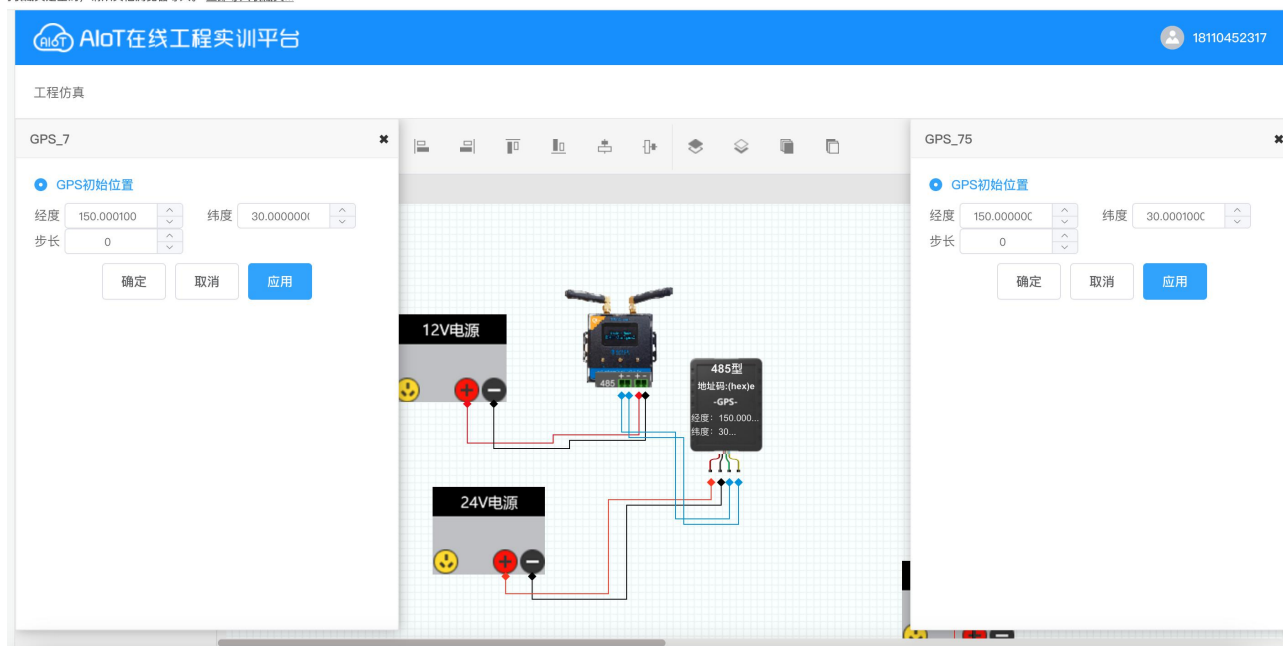 AIoT AIoT在线工程实训平台
18110452317
工程仿真
GPS_7
GPS初始位置
经度 150.000100 纬度 30.0000000
步长 0
确定 取消 应用
12V电源
485
485型
地址码:(hex)e
-GPS-
经度：150.000...
纬度：30...
24V电源
GPS_75
GPS初始位置
经度 150.000000 纬度 30.0001000
步长 0
确定 取消 应用